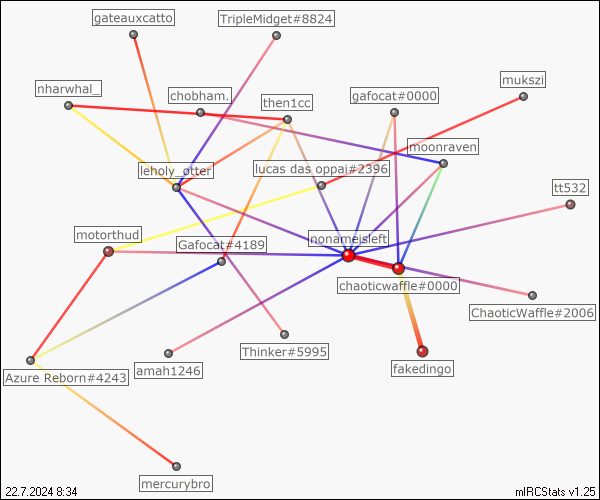 gateauxcatto
TripleMidget#8824
mukszi
nharwhal_
chobham.
then1cc
gafocat#0000
moonraven
leholy_otter
lucas das oppai#2396
tt532
motorthud
Gafocat#4189
nonameisleft
chaoticwaffle#0000
ChaoticWaffle#2006
Thinker#5995
amah1246
fakedingo
Azure Reborn#4243
mercurybro
22.7.2024 8:34
mIRCStats v1.25